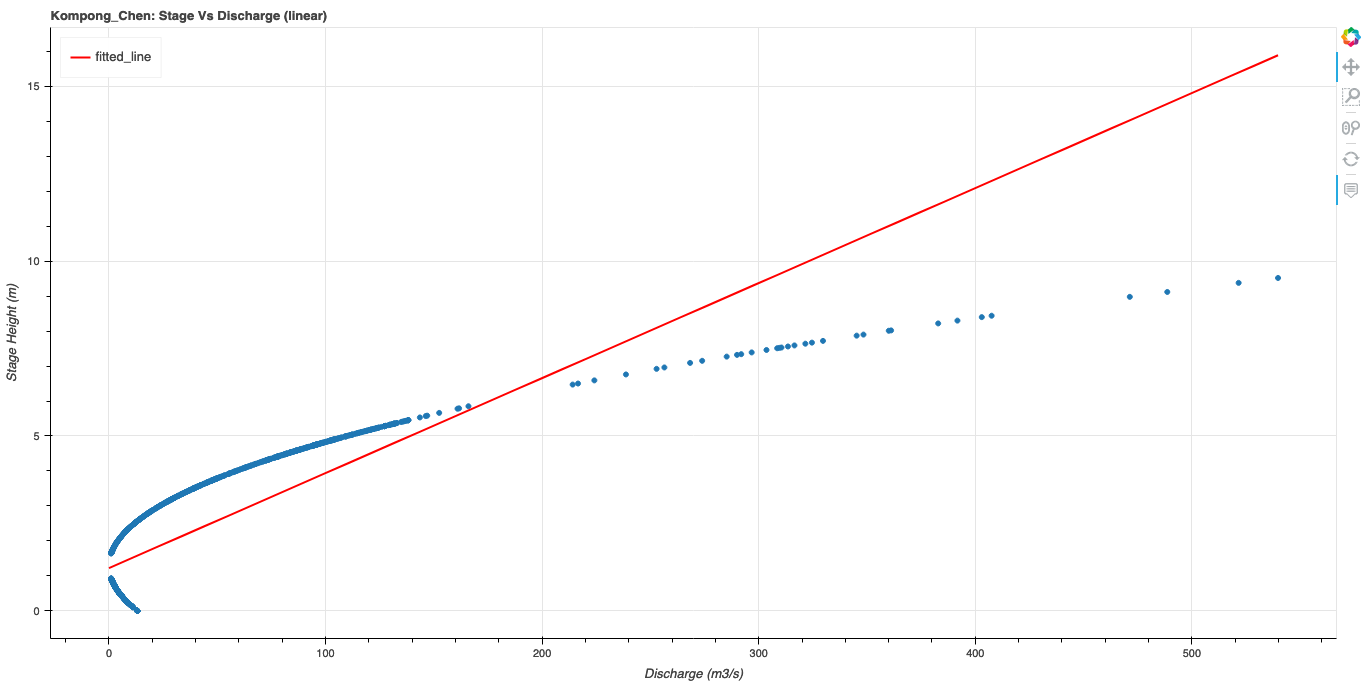 Kompong_Chen: Stage Vs Discharge (linear)
fitted_line
15
10
5
0
Stage Height (m)
0 100 200 300 400 500
Discharge (m3/s)